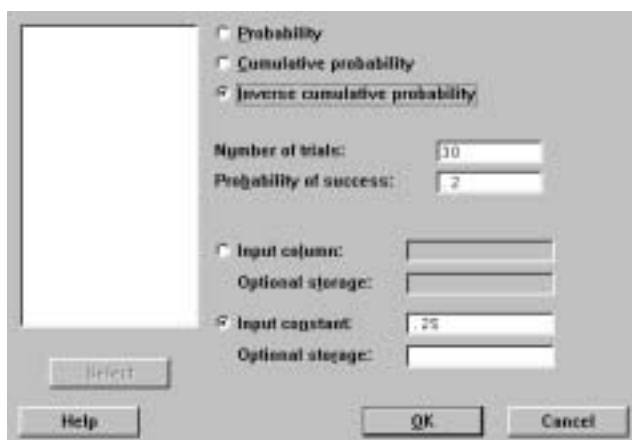 Probability
Cumulative probability
Inverse cumulative probability
Number of trials: 30
Probability of success: .2
Input column:
Optional storage:
Input constant: .25
Optional storage:
Select
Help OK Cancel